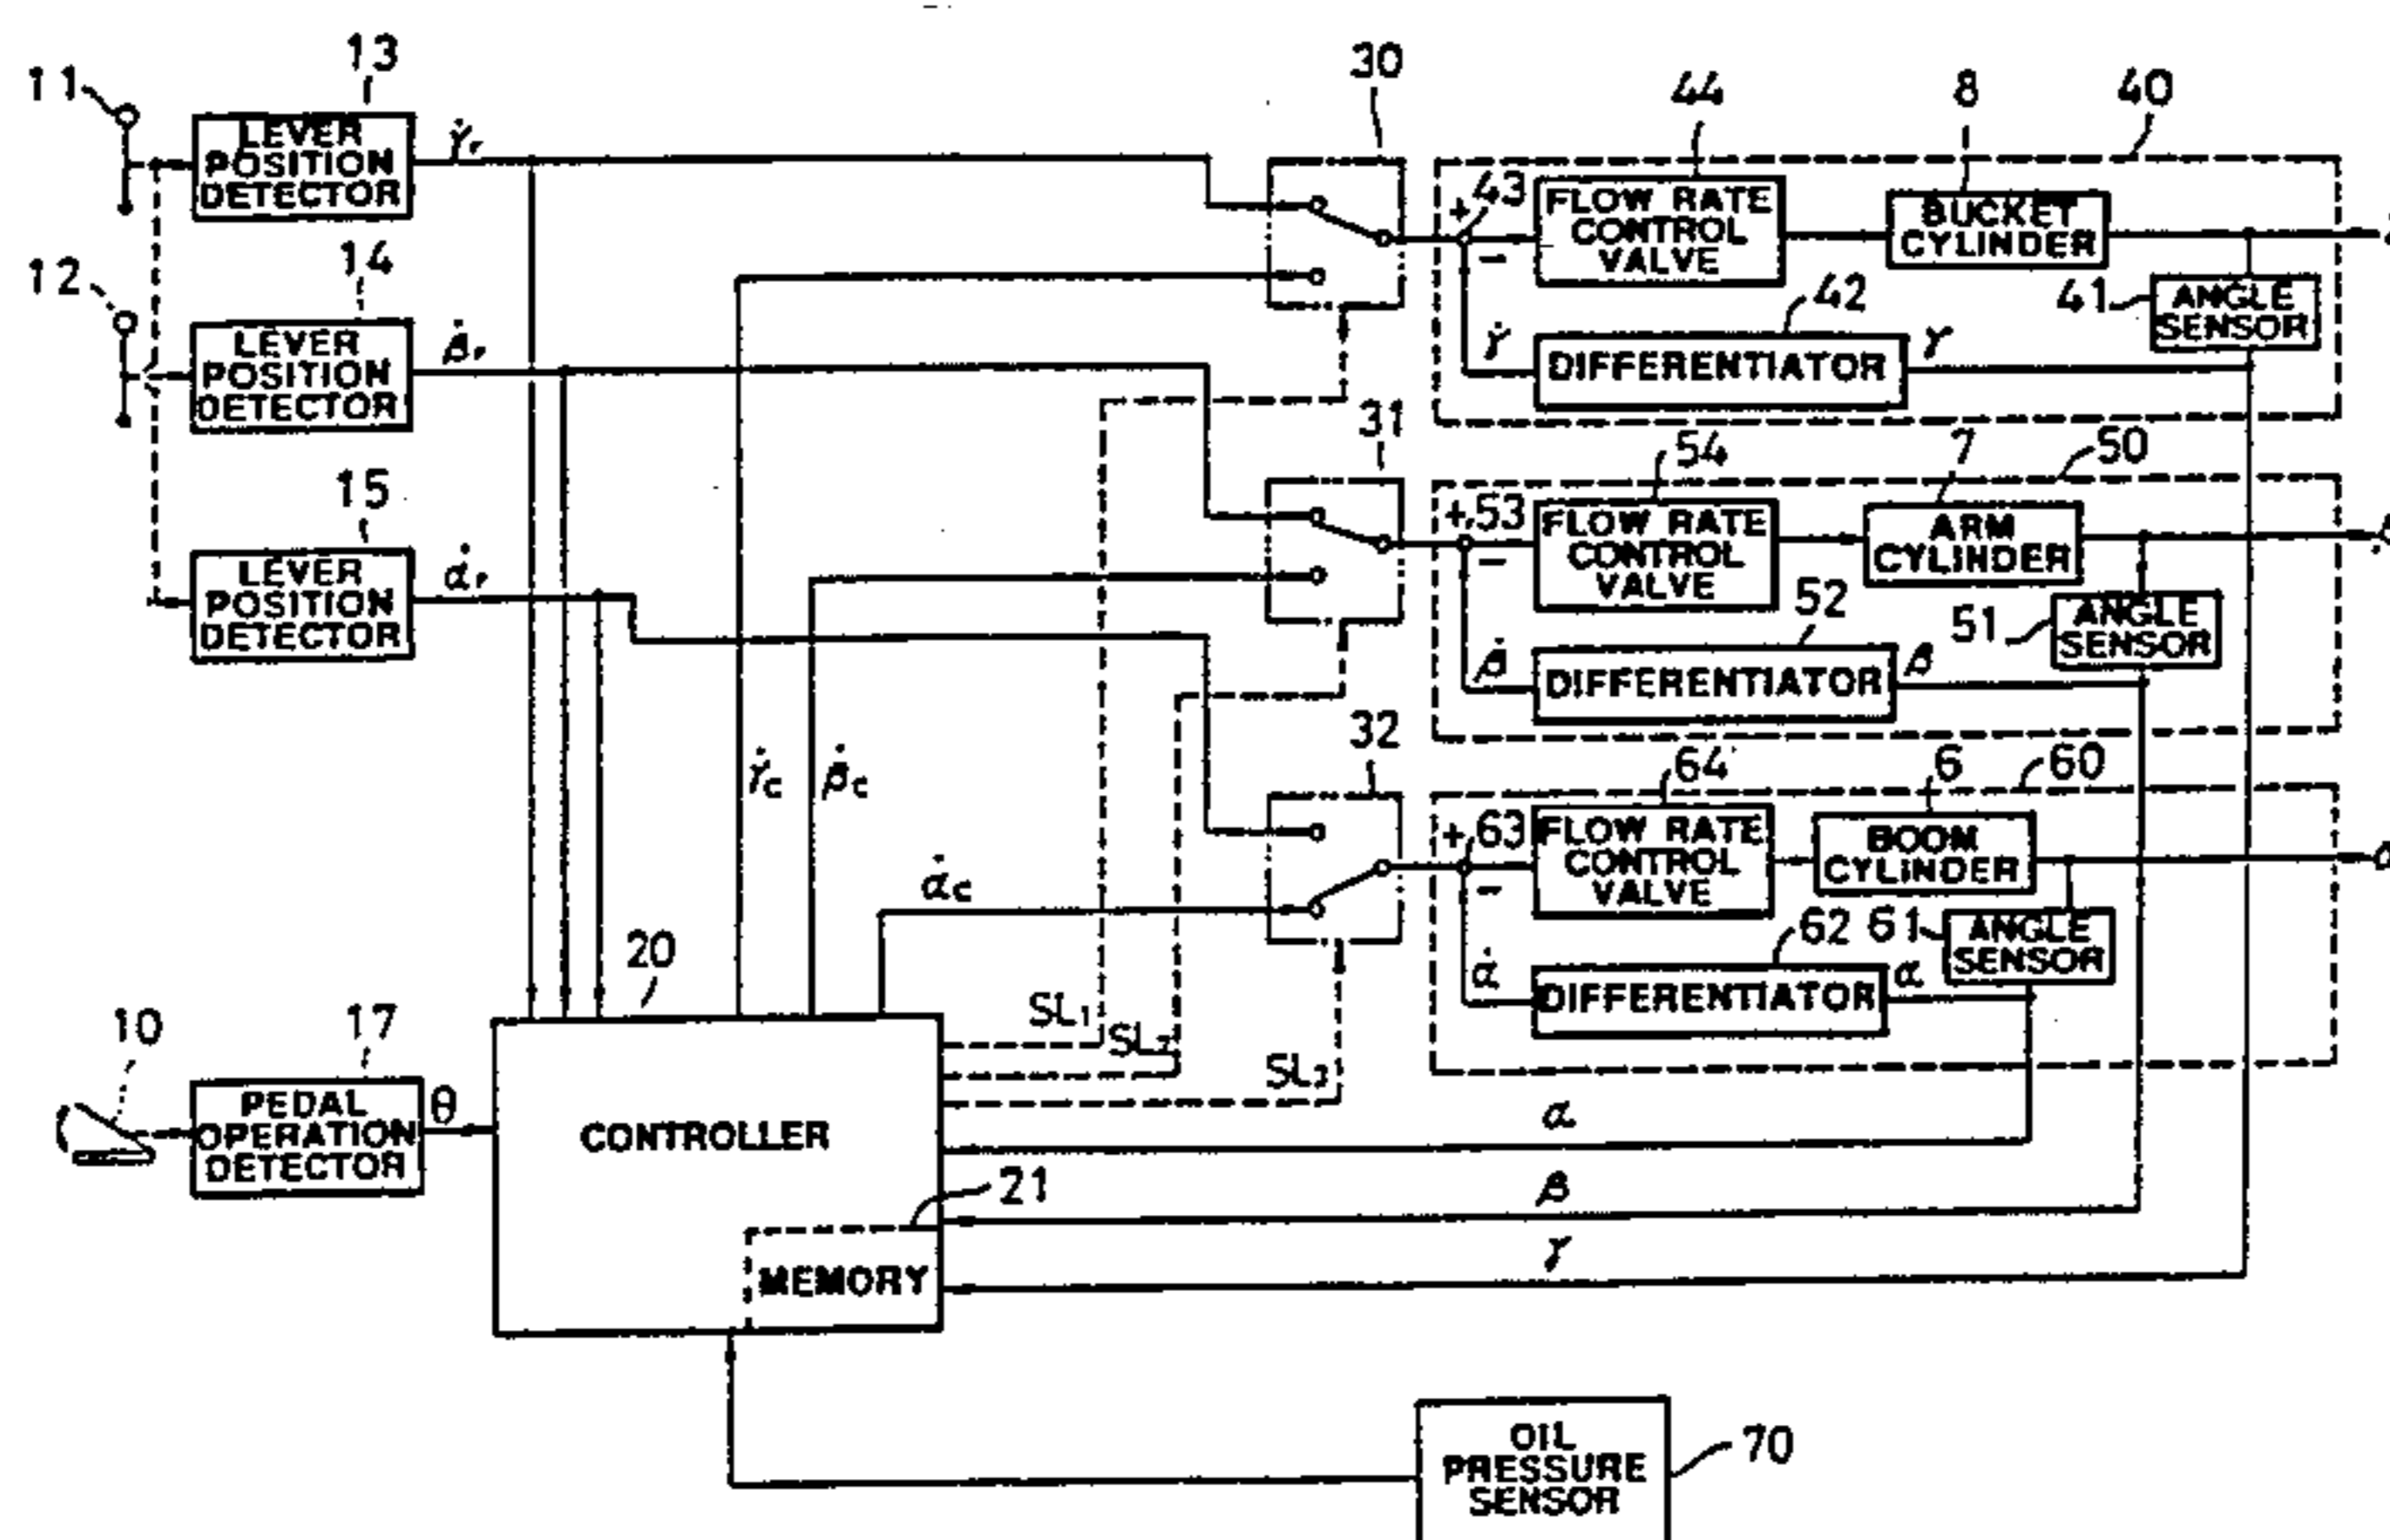 11
13
LEVER
POSITION
DETECTOR
γ̇r
30
44
8
40
+
43
−
FLOW RATE
CONTROL
VALVE
BUCKET
CYLINDER
41
ANGLE
SENSOR
42
γ̇
DIFFERENTIATOR
γ
12
14
LEVER
POSITION
DETECTOR
β̇r
31
54
7
50
+
53
−
FLOW RATE
CONTROL
VALVE
ARM
CYLINDER
51
ANGLE
SENSOR
52
β̇
DIFFERENTIATOR
β
15
LEVER
POSITION
DETECTOR
α̇r
32
64
6
60
+
63
−
FLOW RATE
CONTROL
VALVE
BOOM
CYLINDER
61
ANGLE
SENSOR
62
α̇
DIFFERENTIATOR
α
γ̇c
β̇c
α̇c
SL1
SL2
SL3
10
17
PEDAL
OPERATION
DETECTOR
θ
20
CONTROLLER
21
MEMORY
α
β
γ
OIL
PRESSURE
SENSOR
70